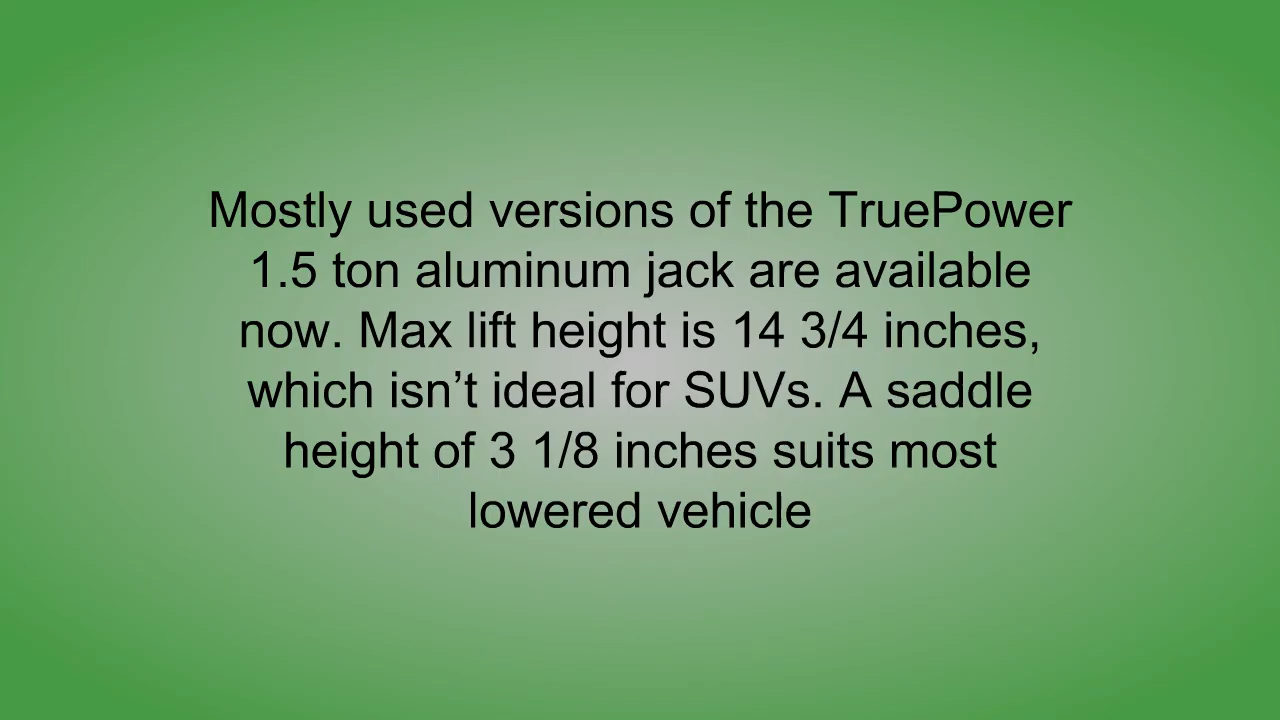 Mostly used versions of the TruePower
1.5 ton aluminum jack are available
now. Max lift height is 14 3/4 inches,
which isn’t ideal for SUVs. A saddle
height of 3 1/8 inches suits most
lowered vehicle